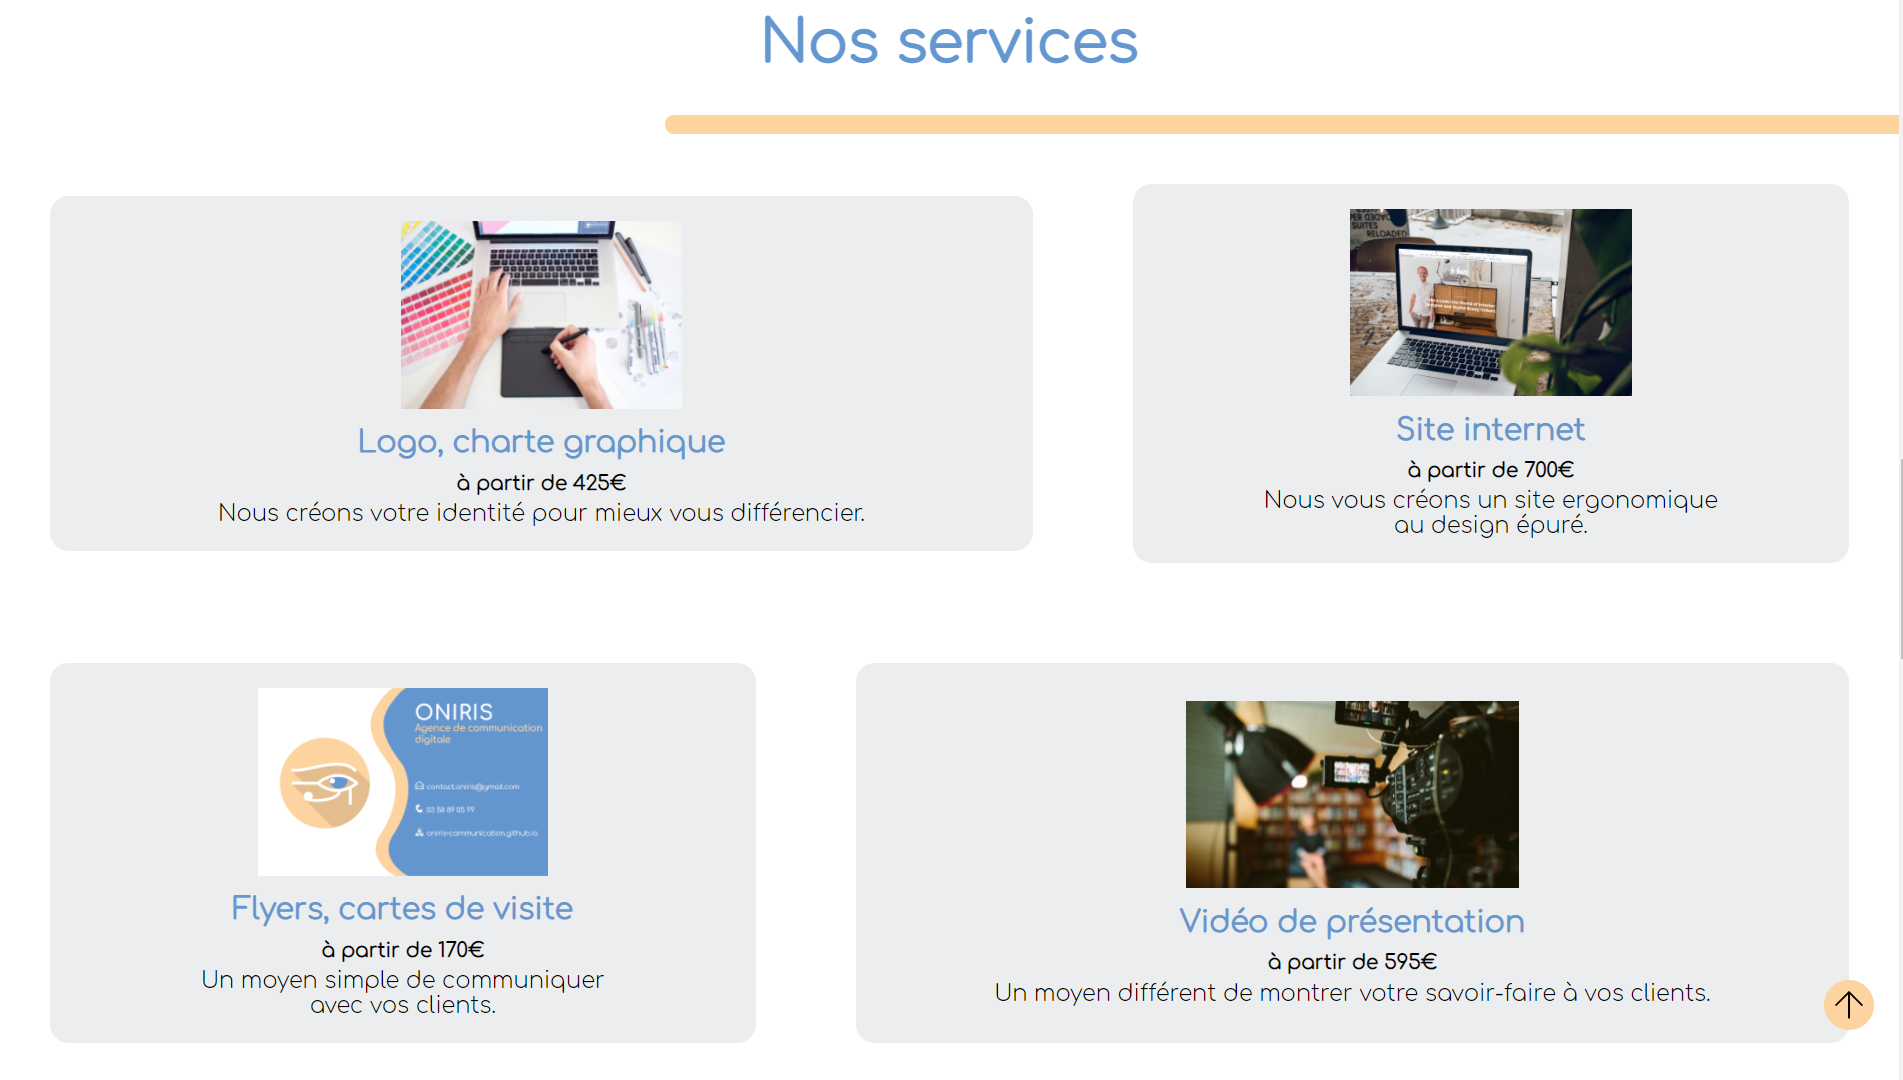 Nos services
PER
SUITES
RELOADED
Logo, charte graphique
à partir de 425€
Nous créons votre identité pour mieux vous différencier.
Site internet
à partir de 700€
Nous vous créons un site ergonomique
au design épuré.
ONIRIS
Agence de communication
digitale
contact.oniris@gmail.com
03 58 89 05 99
oniris-communication.github.io
Flyers, cartes de visite
à partir de 170€
Un moyen simple de communiquer
avec vos clients.
Vidéo de présentation
à partir de 595€
Un moyen différent de montrer votre savoir-faire à vos clients.